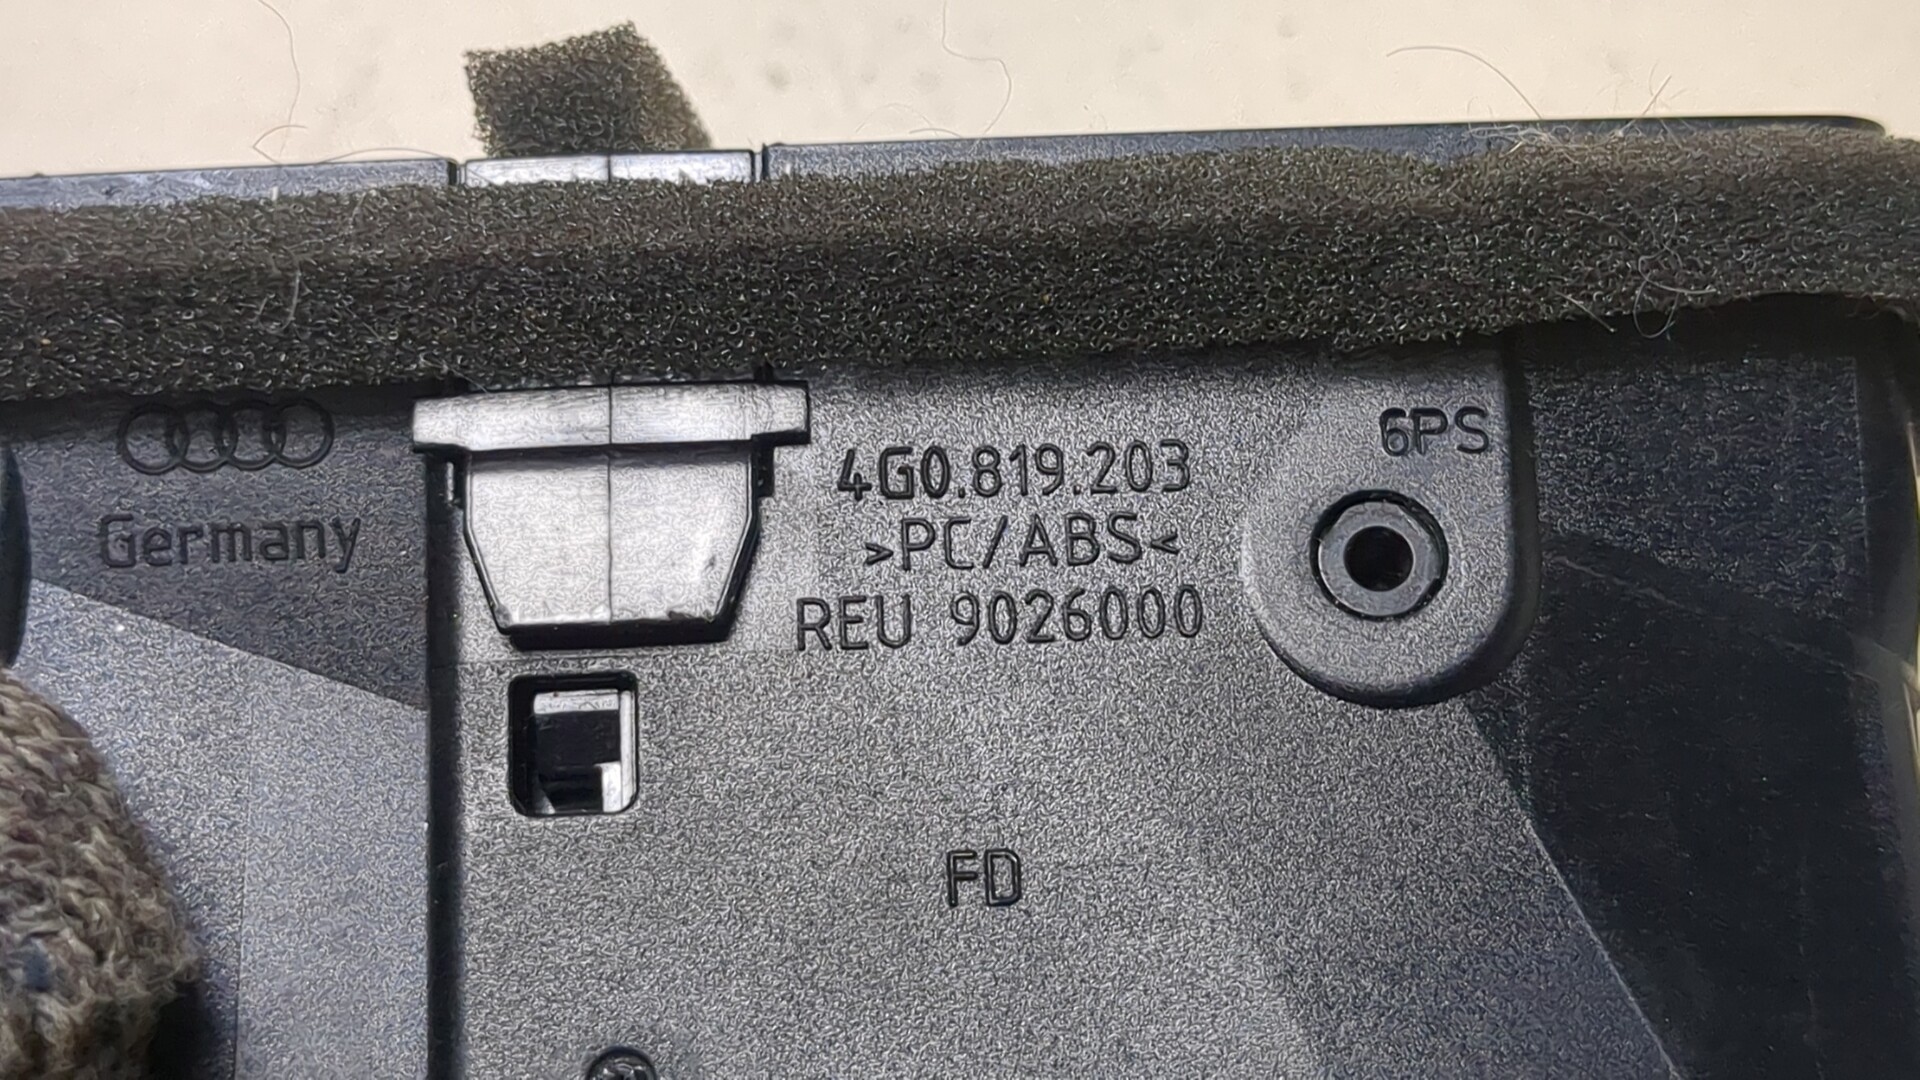 6PS
4G0.819.203
>PC/ABS<
Germany
REU 9026000
FD